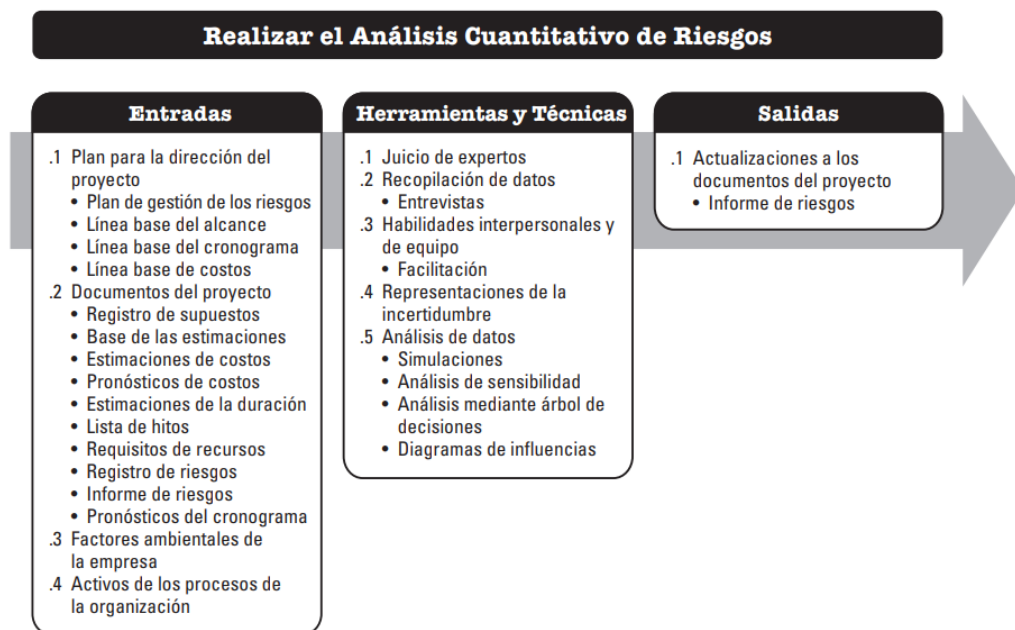 Realizar el Análisis Cuantitativo de Riesgos
Entradas
.1 Plan para la dirección del
proyecto
• Plan de gestión de los riesgos
• Línea base del alcance
• Línea base del cronograma
• Línea base de costos
.2 Documentos del proyecto
• Registro de supuestos
• Base de las estimaciones
• Estimaciones de costos
• Pronósticos de costos
• Estimaciones de la duración
• Lista de hitos
• Requisitos de recursos
• Registro de riesgos
• Informe de riesgos
• Pronósticos del cronograma
.3 Factores ambientales de
la empresa
.4 Activos de los procesos de
la organización
Herramientas y Técnicas
.1 Juicio de expertos
.2 Recopilación de datos
• Entrevistas
.3 Habilidades interpersonales y
de equipo
• Facilitación
.4 Representaciones de la
incertidumbre
.5 Análisis de datos
• Simulaciones
• Análisis de sensibilidad
• Análisis mediante árbol de
decisiones
• Diagramas de influencias
Salidas
.1 Actualizaciones a los
documentos del proyecto
• Informe de riesgos